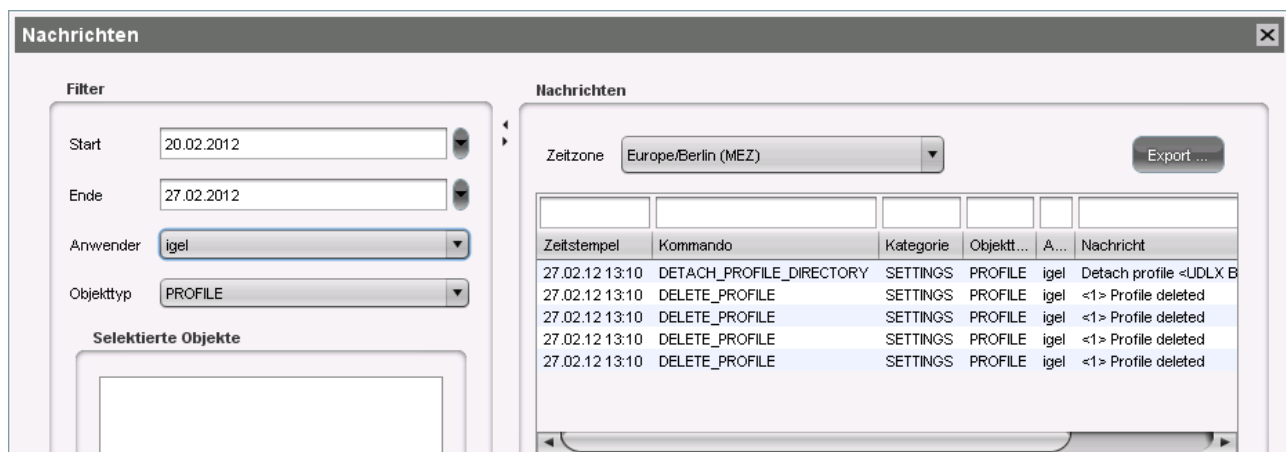 Nachrichten
Filter
Start 20.02.2012
Ende 27.02.2012
Anwender igel
Objekttyp PROFILE
Selektierte Objekte
Nachrichten
Zeitzone Europe/Berlin (MEZ) Export ...
Zeitstempel Kommando Kategorie Objektt... A... Nachricht
27.02.12 13:10 DETACH_PROFILE_DIRECTORY SETTINGS PROFILE igel Detach profile <UDLX B
27.02.12 13:10 DELETE_PROFILE SETTINGS PROFILE igel <1> Profile deleted
27.02.12 13:10 DELETE_PROFILE SETTINGS PROFILE igel <1> Profile deleted
27.02.12 13:10 DELETE_PROFILE SETTINGS PROFILE igel <1> Profile deleted
27.02.12 13:10 DELETE_PROFILE SETTINGS PROFILE igel <1> Profile deleted